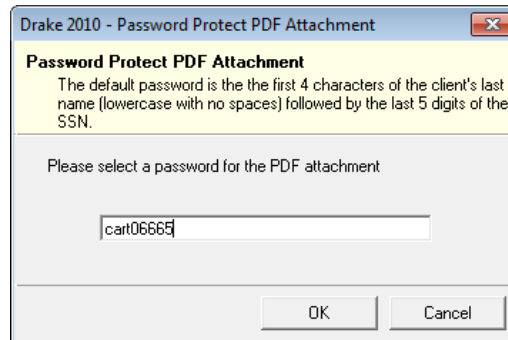 Drake 2010 - Password Protect PDF Attachment
Password Protect PDF Attachment
The default password is the the first 4 characters of the client's last
name (lowercase with no spaces) followed by the last 5 digits of the
SSN.
Please select a password for the PDF attachment
cart06665
OK
Cancel